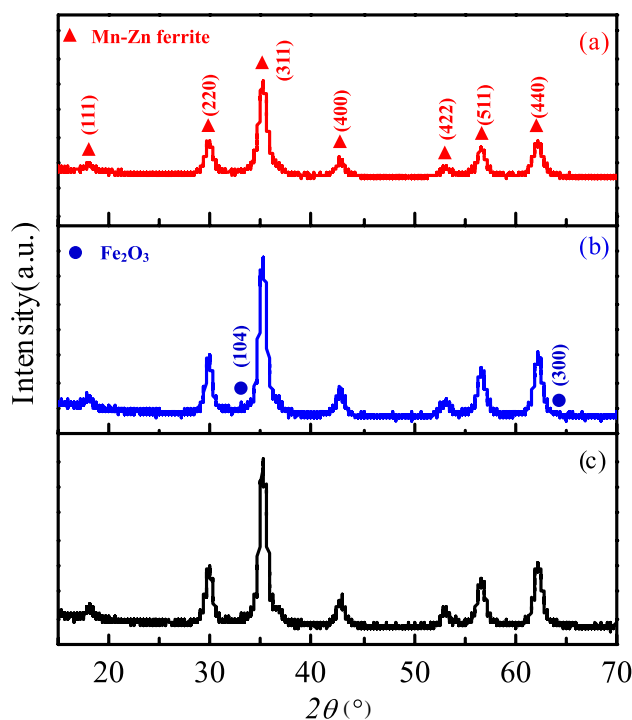 Mn-Zn ferrite
(a)
(111)
(220)
(311)
(400)
(422)
(511)
(440)
Fe₂O₃
(b)
(104)
(300)
(c)
Intensity(a.u.)
20 30 40 50 60 70
2θ(°)